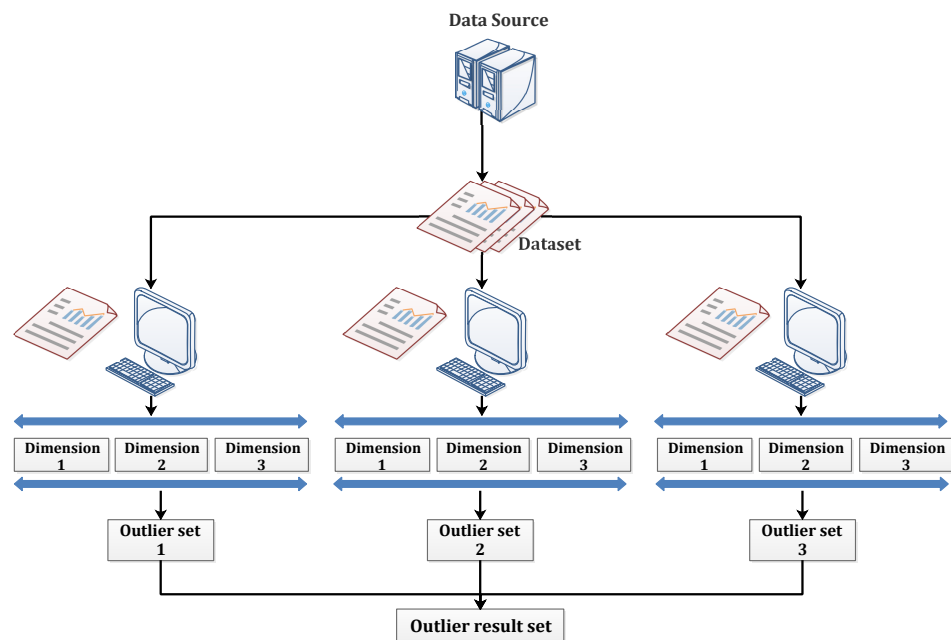 Data Source
Dataset
Dimension
1
Dimension
2
Dimension
3
Dimension
1
Dimension
2
Dimension
3
Dimension
1
Dimension
2
Dimension
3
Outlier set
1
Outlier set
2
Outlier set
3
Outlier result set